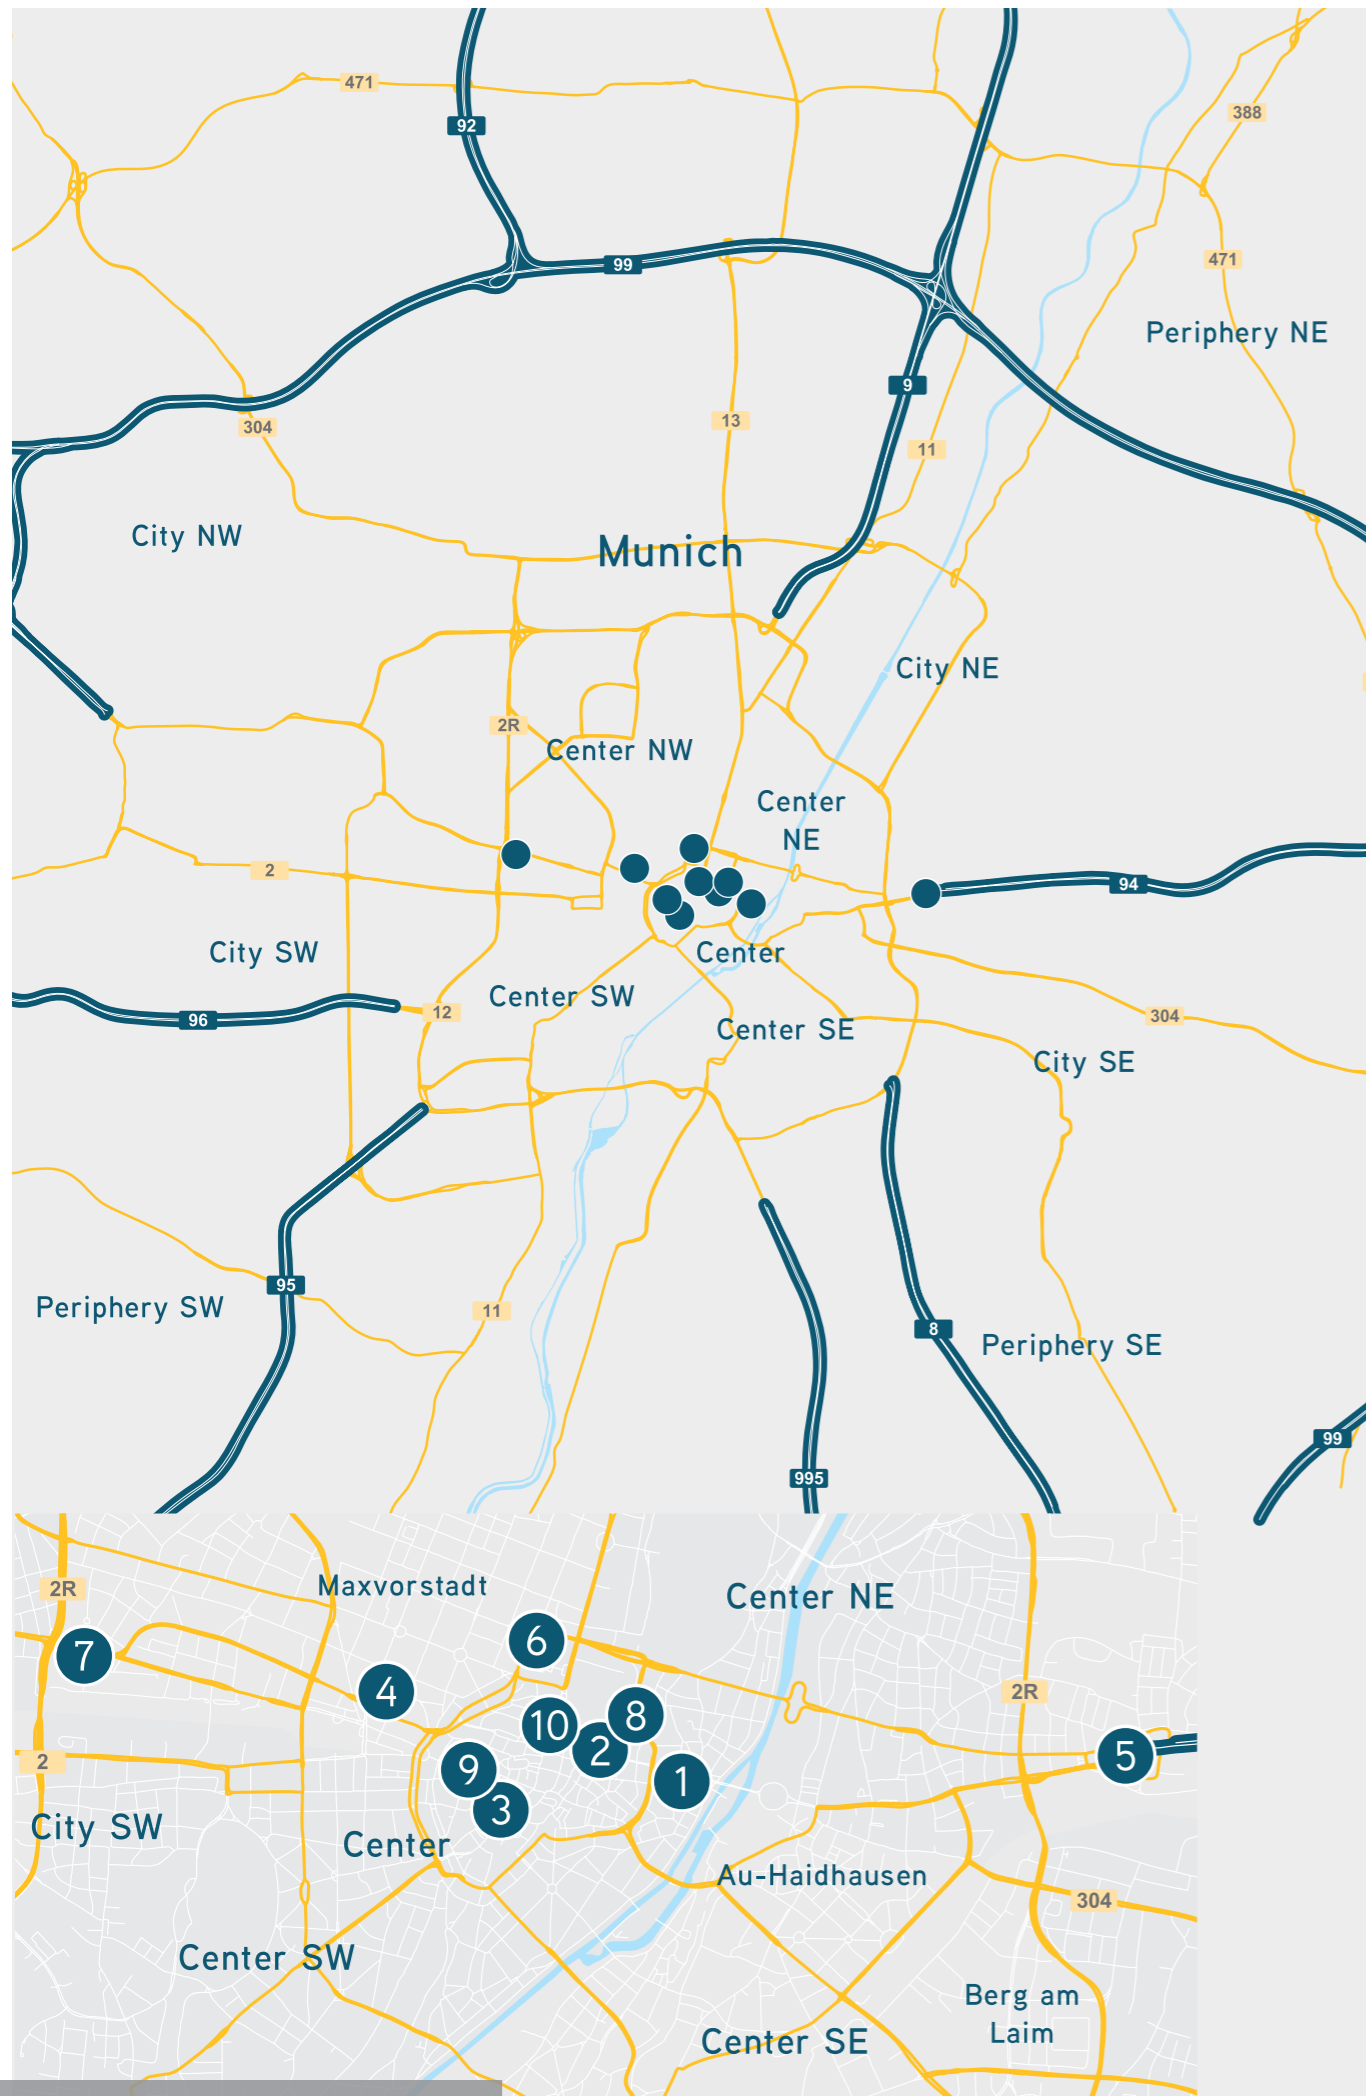 471
92
388
99
471
Periphery NE
9
13
304
11
City NW
Munich
City NE
2R
Center NW
Center
NE
2
94
City SW
Center
Center SW
12
96
304
Center SE
City SE
95
Periphery SW
11
8
Periphery SE
99
995
Maxvorstadt
2R
Center NE
6
7
4
2R
10
8
2
5
2
9
1
3
City SW
Center
Au-Haidhausen
304
Center SW
Berg am
Laim
Center SE